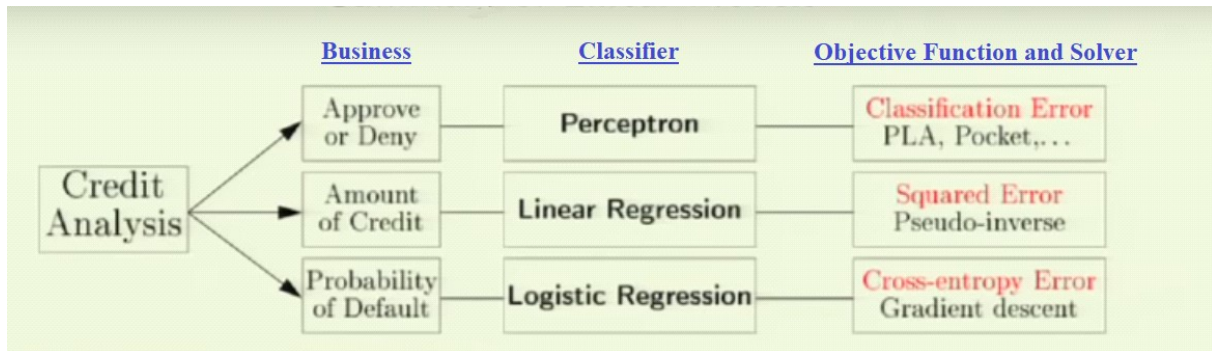 Business
Classifier
Objective Function and Solver
Credit
Analysis
Approve
or Deny
Perceptron
Classification Error
PLA, Pocket,...
Amount
of Credit
Linear Regression
Squared Error
Pseudo-inverse
Probability
of Default
Logistic Regression
Cross-entropy Error
Gradient descent